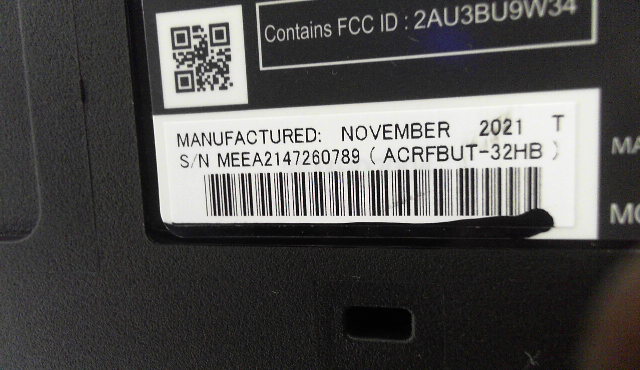 Contains FCC ID : 2AU3BU9W34
MANUFACTURED: NOVEMBER 2021 T
S/N MEEA2147260789 ( ACRFBUT-32HB )